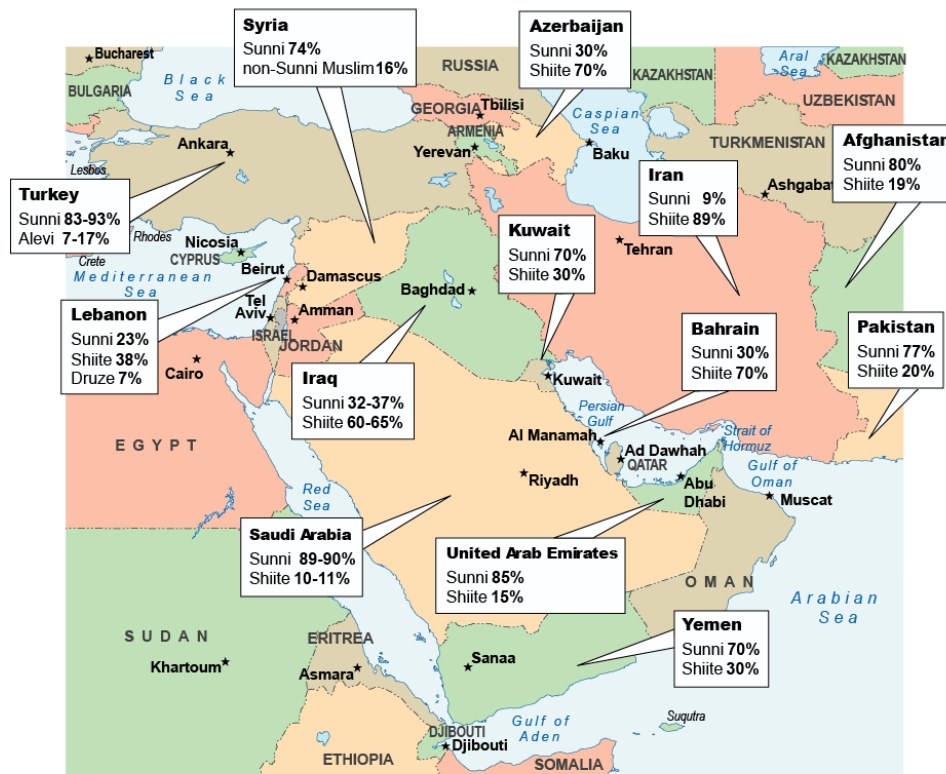 Syria
Sunni 74%
non-Sunni Muslim 16%
Azerbaijan
Sunni 30%
Shiite 70%
Bucharest
BULGARIA
Black
Sea
RUSSIA
GEORGIA
Tbilisi
ARMENIA
Yerevan
KAZAKHSTAN
Aral
Sea
KAZAKHSTAN
UZBEKISTAN
Caspian
Sea
Baku
TURKMENISTAN
Ashgabat
Afghanistan
Sunni 80%
Shiite 19%
Ankara
Lesbos
Turkey
Sunni 83-93%
Alevi 7-17%
Iran
Sunni 9%
Shiite 89%
Tehran
Kuwait
Sunni 70%
Shiite 30%
Rhodes
Crete
Nicosia
CYPRUS
Mediterranean
Sea
Beirut
Damascus
Baghdad
Tel
Aviv
Amman
ISRAEL
JORDAN
Lebanon
Sunni 23%
Shiite 38%
Druze 7%
Cairo
Iraq
Sunni 32-37%
Shiite 60-65%
Kuwait
Bahrain
Sunni 30%
Shiite 70%
Pakistan
Sunni 77%
Shiite 20%
EGYPT
Persian
Gulf
Al Manamah
Strait of
Hormuz
Ad Dawhah
QATAR
Gulf of
Oman
Riyadh
Abu
Dhabi
Muscat
Red
Sea
Saudi Arabia
Sunni 89-90%
Shiite 10-11%
United Arab Emirates
Sunni 85%
Shiite 15%
OMAN
Arabian
Sea
SUDAN
Khartoum
ERITREA
Asmara
Sanaa
Yemen
Sunni 70%
Shiite 30%
DJIBOUTI
Djibouti
Gulf of
Aden
Suqutra
ETHIOPIA
SOMALIA